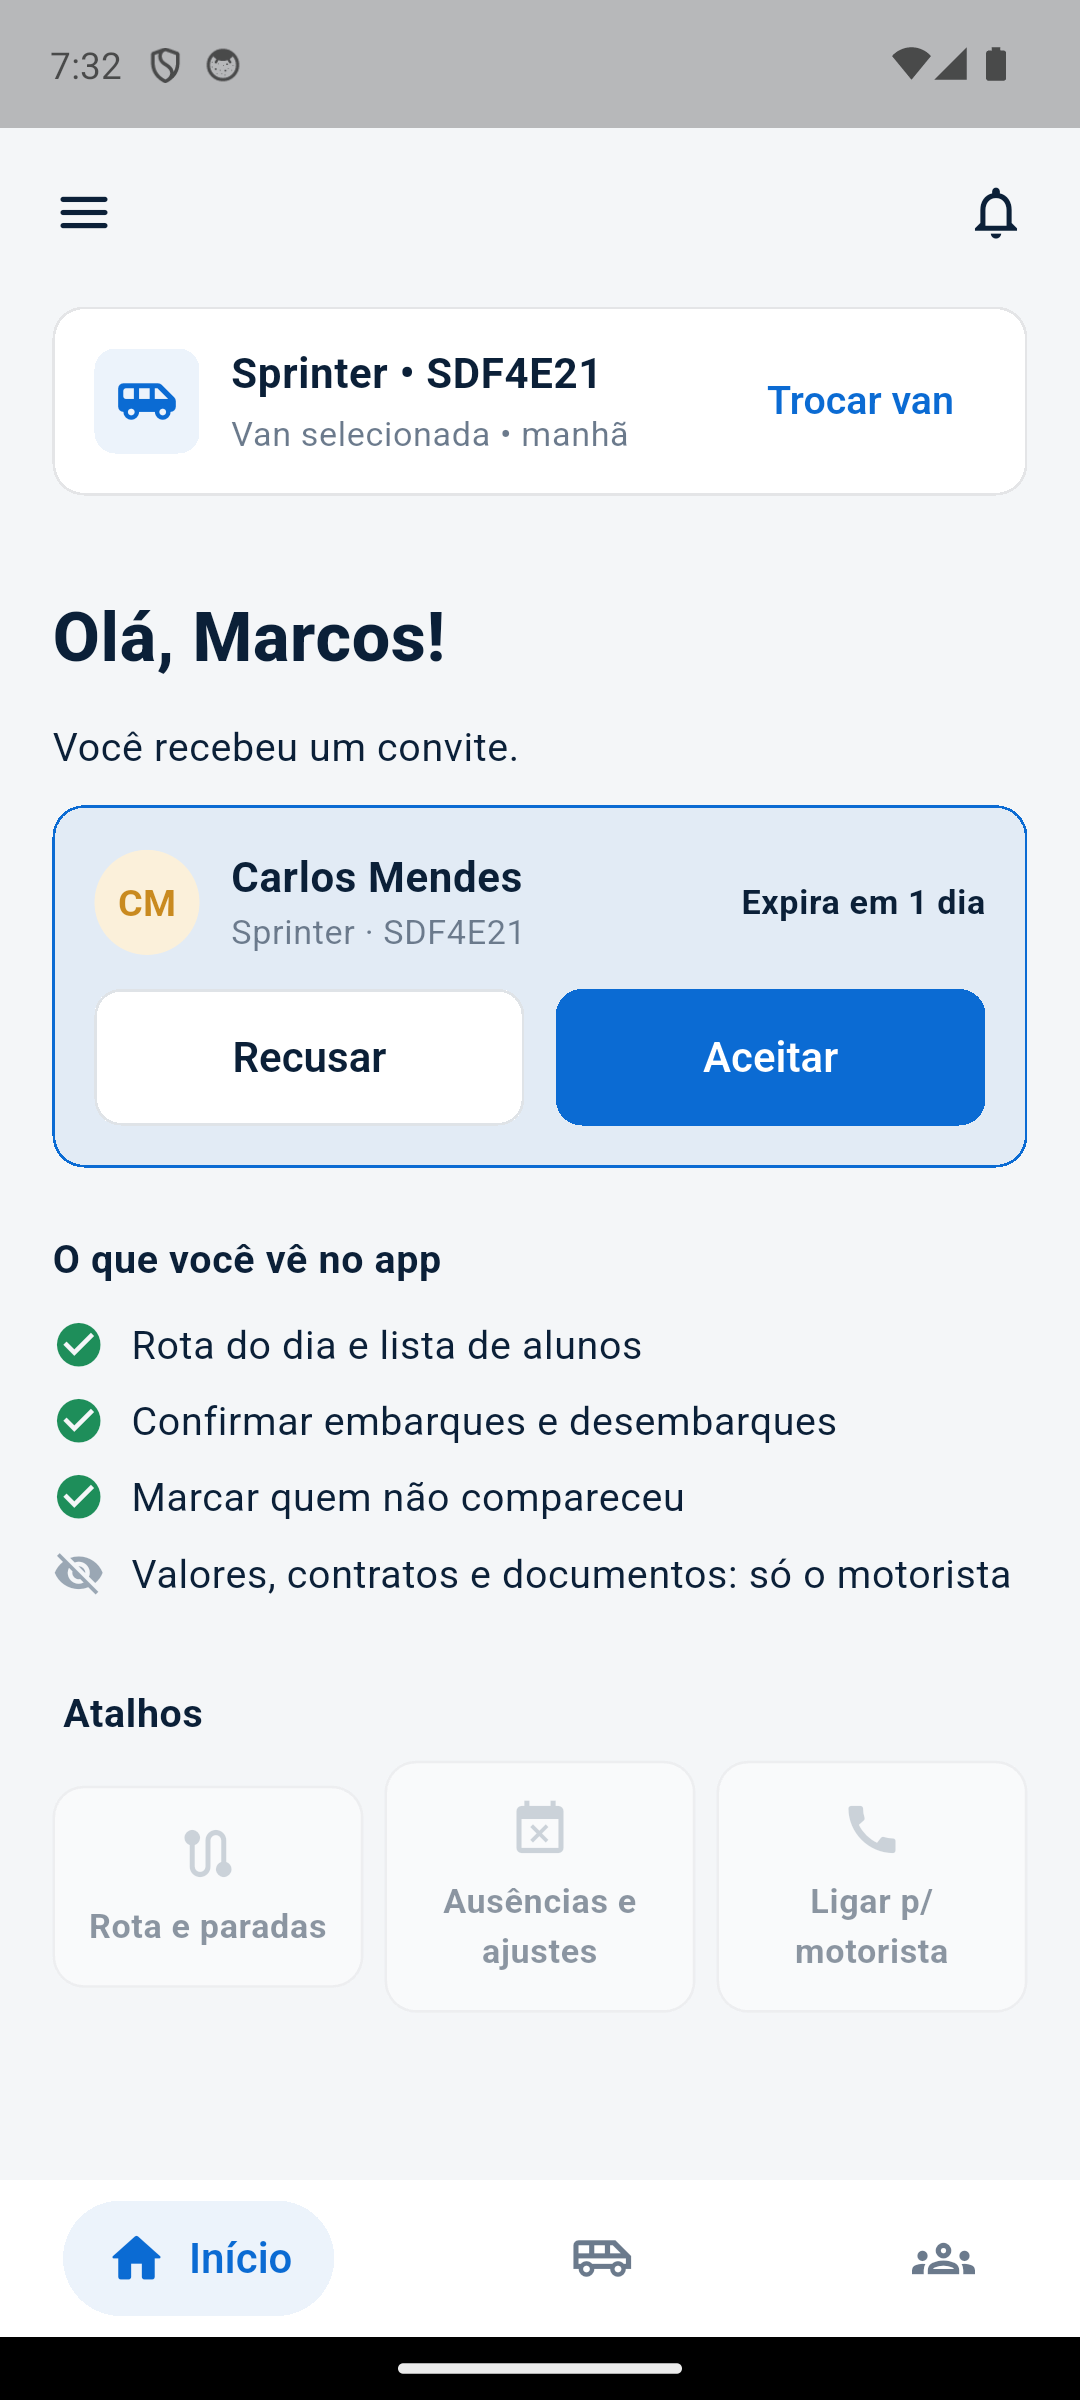 7:32
Sprinter • SDF4E21
Van selecionada • manhã
Trocar van
Olá, Marcos!
Você recebeu um convite.
CM
Carlos Mendes
Sprinter · SDF4E21
Expira em 1 dia
Recusar
Aceitar
O que você vê no app
Rota do dia e lista de alunos
Confirmar embarques e desembarques
Marcar quem não compareceu
Valores, contratos e documentos: só o motorista
Atalhos
Rota e paradas
Ausências e
ajustes
Ligar p/
motorista
Início